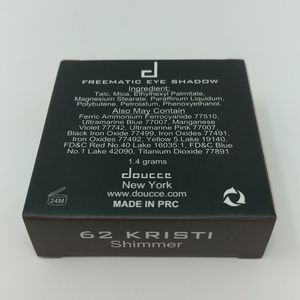 d
FREEMATIC EYE SHADOW
Ingredient:
Talc, Mica, Ethylhexyl Palmitate,
Magnesium Stearate, Paraffinum Liquidum,
Polybutene, Petrolatum, Phenoxyethanol.
Also May Contain
Ferric Ammonium Ferrocyanide 77510,
Ultramarine Blue 77007, Manganese
Violet 77742, Ultramarine Pink 77007,
Black Iron Oxide 77499, Iron Oxides 77491,
Iron Oxides 77492, Yellow 5 Lake 19140,
FD&C Red No.40 Lake 16035:1, FD&C Blue
No.1 Lake 42090, Titanium Dioxide 77891
1.4 grams
doucce
New York
www.doucce.com
MADE IN PRC
24M
62 KRISTI
Shimmer